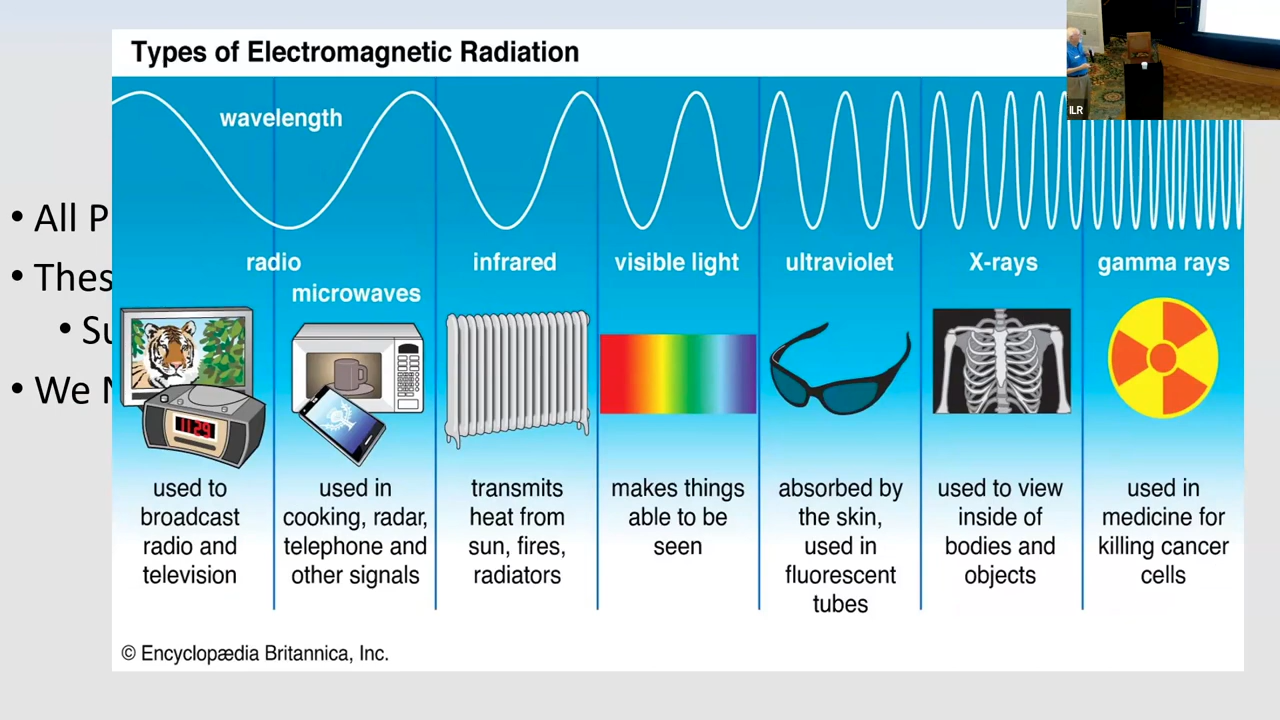 Types of Electromagnetic Radiation
ILR
wavelength
• All P
• Thes
• Su
• We N
radio
microwaves
infrared
visible light
ultraviolet
X-rays
gamma rays
11:29
used to
broadcast
radio and
television
used in
cooking, radar,
telephone and
other signals
transmits
heat from
sun, fires,
radiators
makes things
able to be
seen
absorbed by
the skin,
used in
fluorescent
tubes
used to view
inside of
bodies and
objects
used in
medicine for
killing cancer
cells
© Encyclopædia Britannica, Inc.